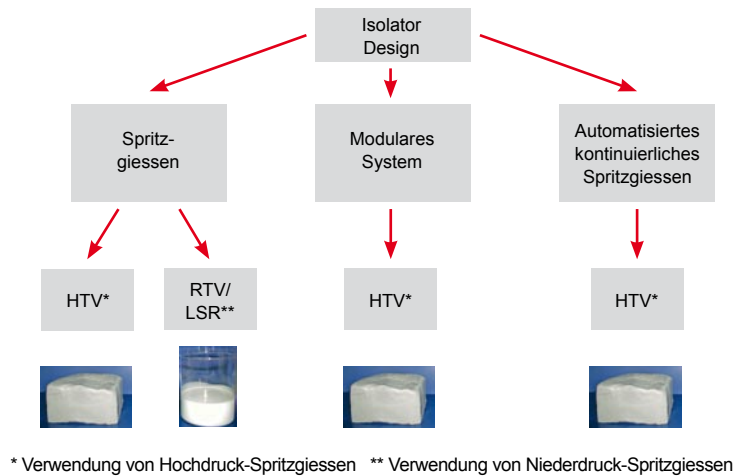 Isolator
Design
Spritz-
giessen
Modulares
System
Automatisiertes
kontinuierliches
Spritzgiessen
HTV*
RTV/
LSR**
HTV*
HTV*
* Verwendung von Hochdruck-Spritzgiessen ** Verwendung von Niederdruck-Spritzgiessen